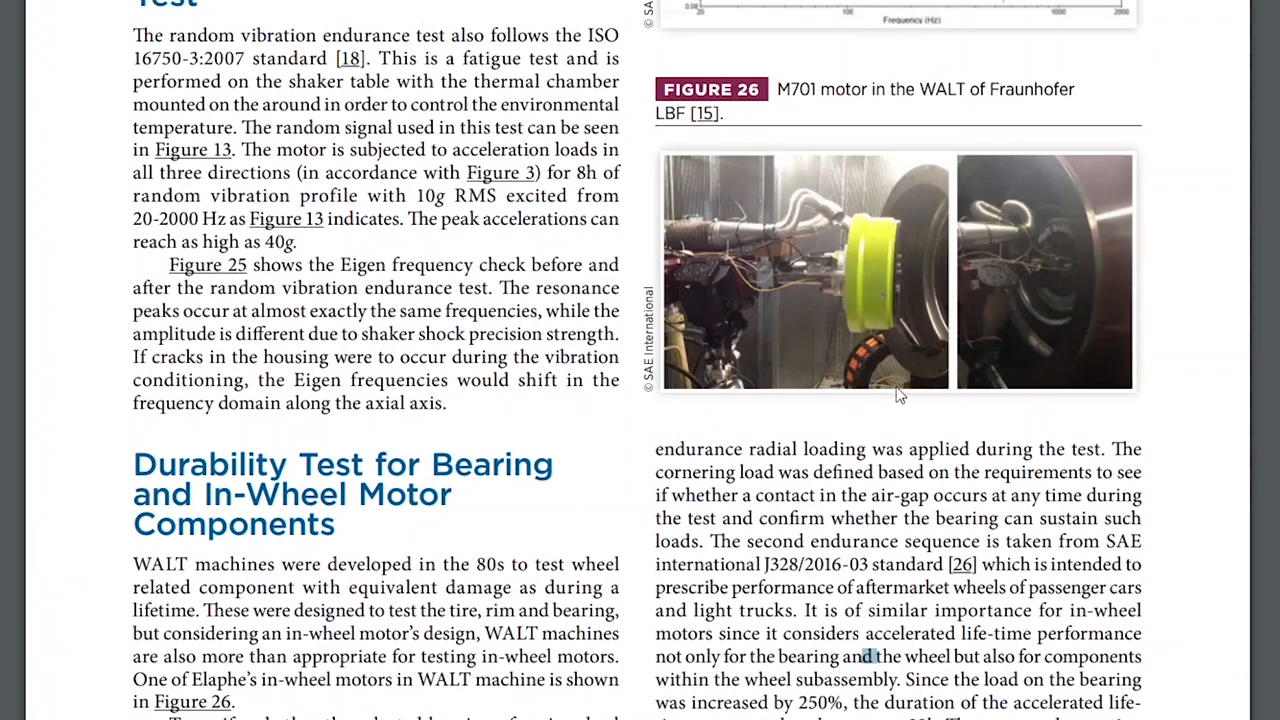 Test
The random vibration endurance test also follows the ISO
16750-3:2007 standard [18]. This is a fatigue test and is
performed on the shaker table with the thermal chamber
mounted on the around in order to control the environmental
temperature. The random signal used in this test can be seen
in Figure 13. The motor is subjected to acceleration loads in
all three directions (in accordance with Figure 3) for 8h of
random vibration profile with 10g RMS excited from
20-2000 Hz as Figure 13 indicates. The peak accelerations can
reach as high as 40g.
Figure 25 shows the Eigen frequency check before and
after the random vibration endurance test. The resonance
peaks occur at almost exactly the same frequencies, while the
amplitude is different due to shaker shock precision strength.
If cracks in the housing were to occur during the vibration
conditioning, the Eigen frequencies would shift in the
frequency domain along the axial axis.
Durability Test for Bearing
and In-Wheel Motor
Components
WALT machines were developed in the 80s to test wheel
related component with equivalent damage as during a
lifetime. These were designed to test the tire, rim and bearing,
but considering an in-wheel motor's design, WALT machines
are also more than appropriate for testing in-wheel motors.
One of Elaphe's in-wheel motors in WALT machine is shown
in Figure 26.
© SA
0.08
20
100
1000
2000
Frequency (Hz)
FIGURE 26 M701 motor in the WALT of Fraunhofer
LBF [15].
© SAE International
endurance radial loading was applied during the test. The
cornering load was defined based on the requirements to see
if whether a contact in the air-gap occurs at any time during
the test and confirm whether the bearing can sustain such
loads. The second endurance sequence is taken from SAE
international J328/2016-03 standard [26] which is intended to
prescribe performance of aftermarket wheels of passenger cars
and light trucks. It is of similar importance for in-wheel
motors since it considers accelerated life-time performance
not only for the bearing and the wheel but also for components
within the wheel subassembly. Since the load on the bearing
was increased by 250%, the duration of the accelerated life-